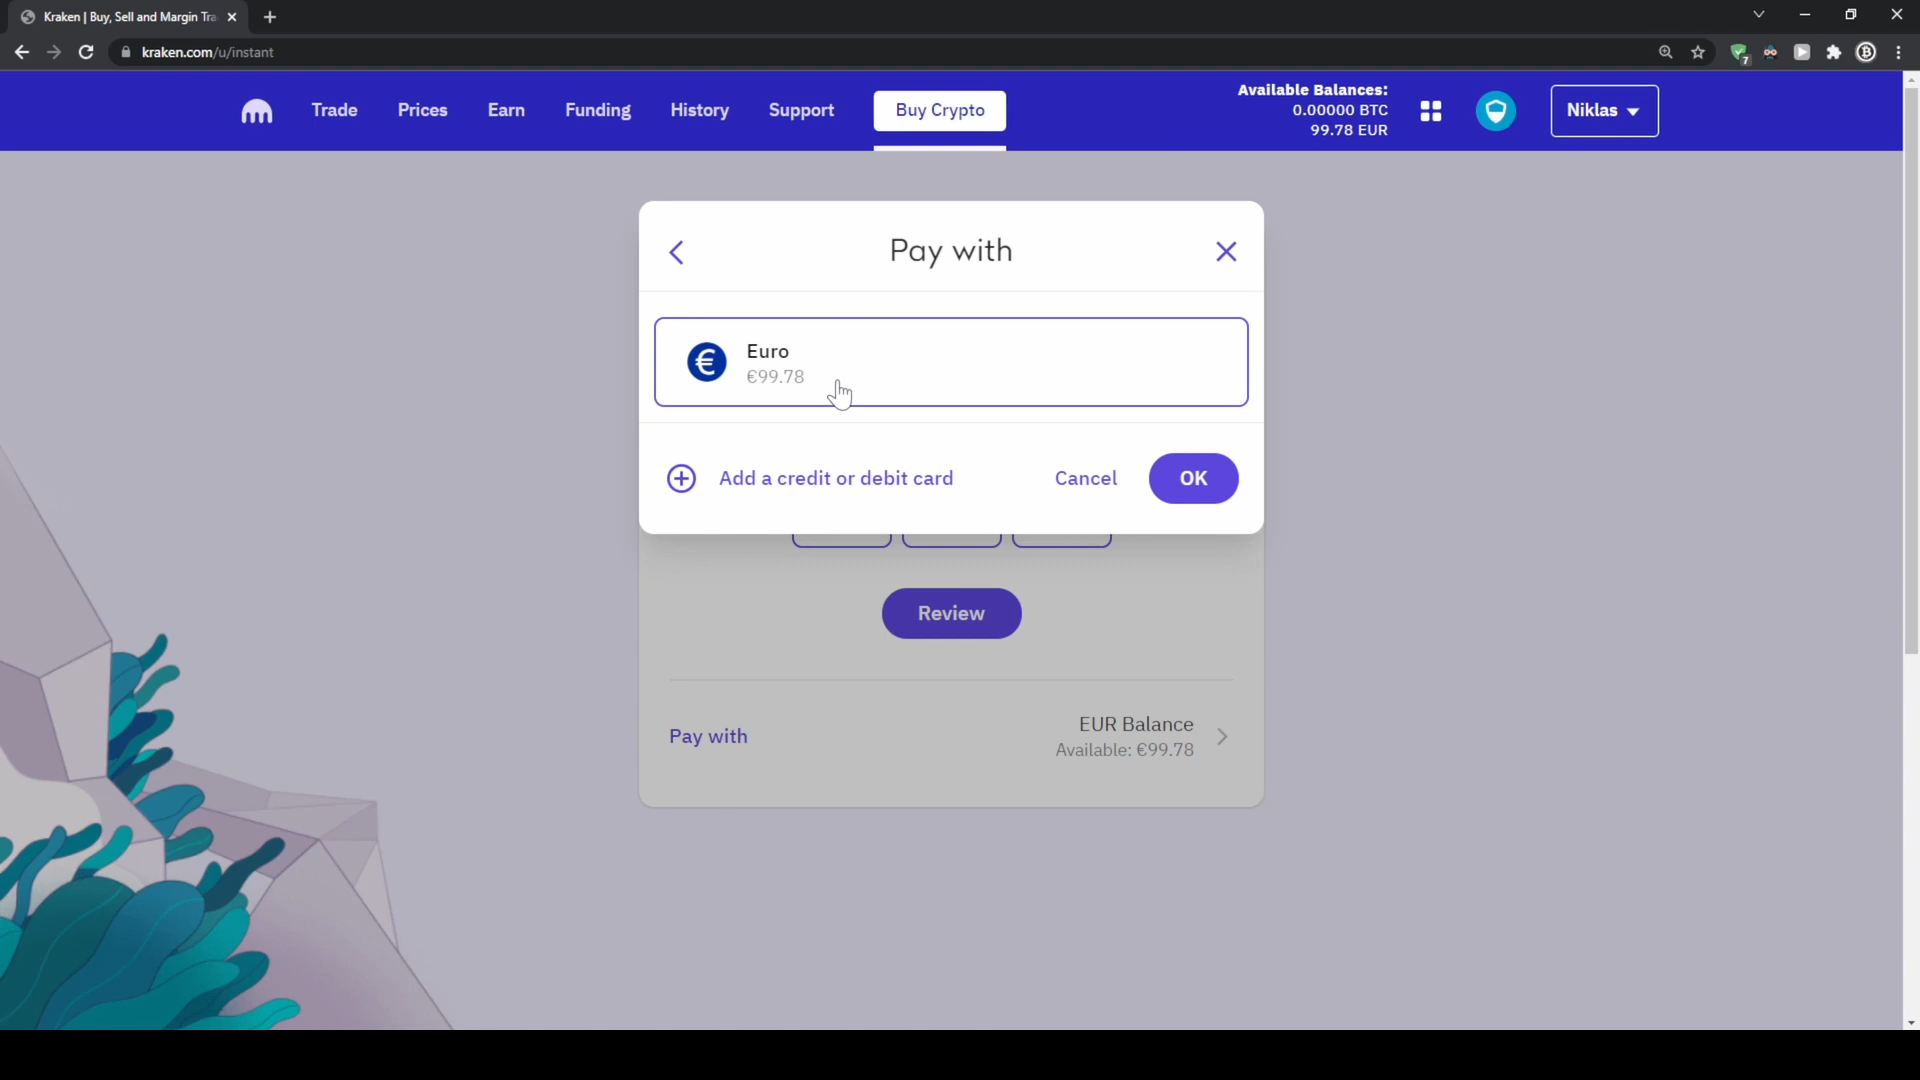 Kraken | Buy, Sell and Margin Tra
kraken.com/u/instant
7
Trade
Prices
Earn
Funding
History
Support
Buy Crypto
Available Balances:
0.00000 BTC
99.78 EUR
Niklas
Pay with
€
Euro
€99.78
Add a credit or debit card
Cancel
OK
Review
Pay with
EUR Balance
Available: €99.78